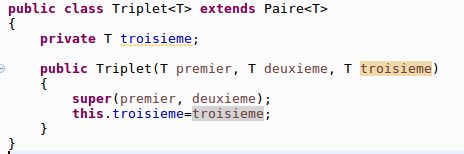 public class Triplet<T> extends Paire<T>
{
    private T troisieme;
    public Triplet(T premier, T deuxieme, T troisieme)
    {
        super(premier, deuxieme);
        this.troisieme=troisieme;
    }
}